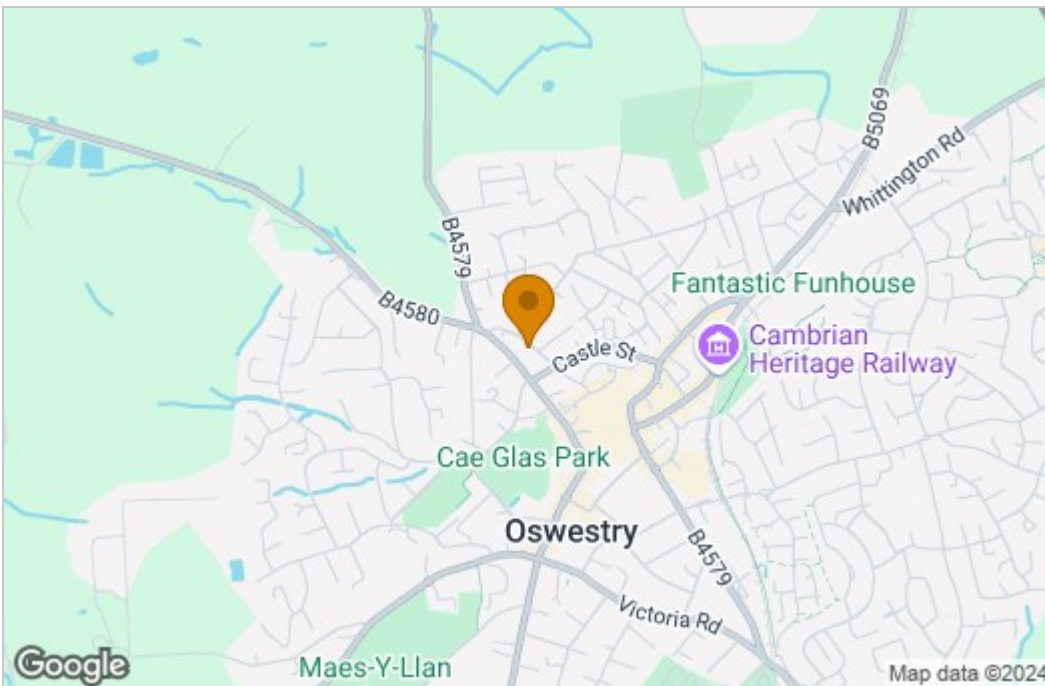 B5069
Whittington Rd
B4579
Fantastic Funhouse
B4580
Castle St
Cambrian
Heritage Railway
Cae Glas Park
Oswestry
B4579
Victoria Rd
Maes-Y-Llan
Google
Map data ©2024